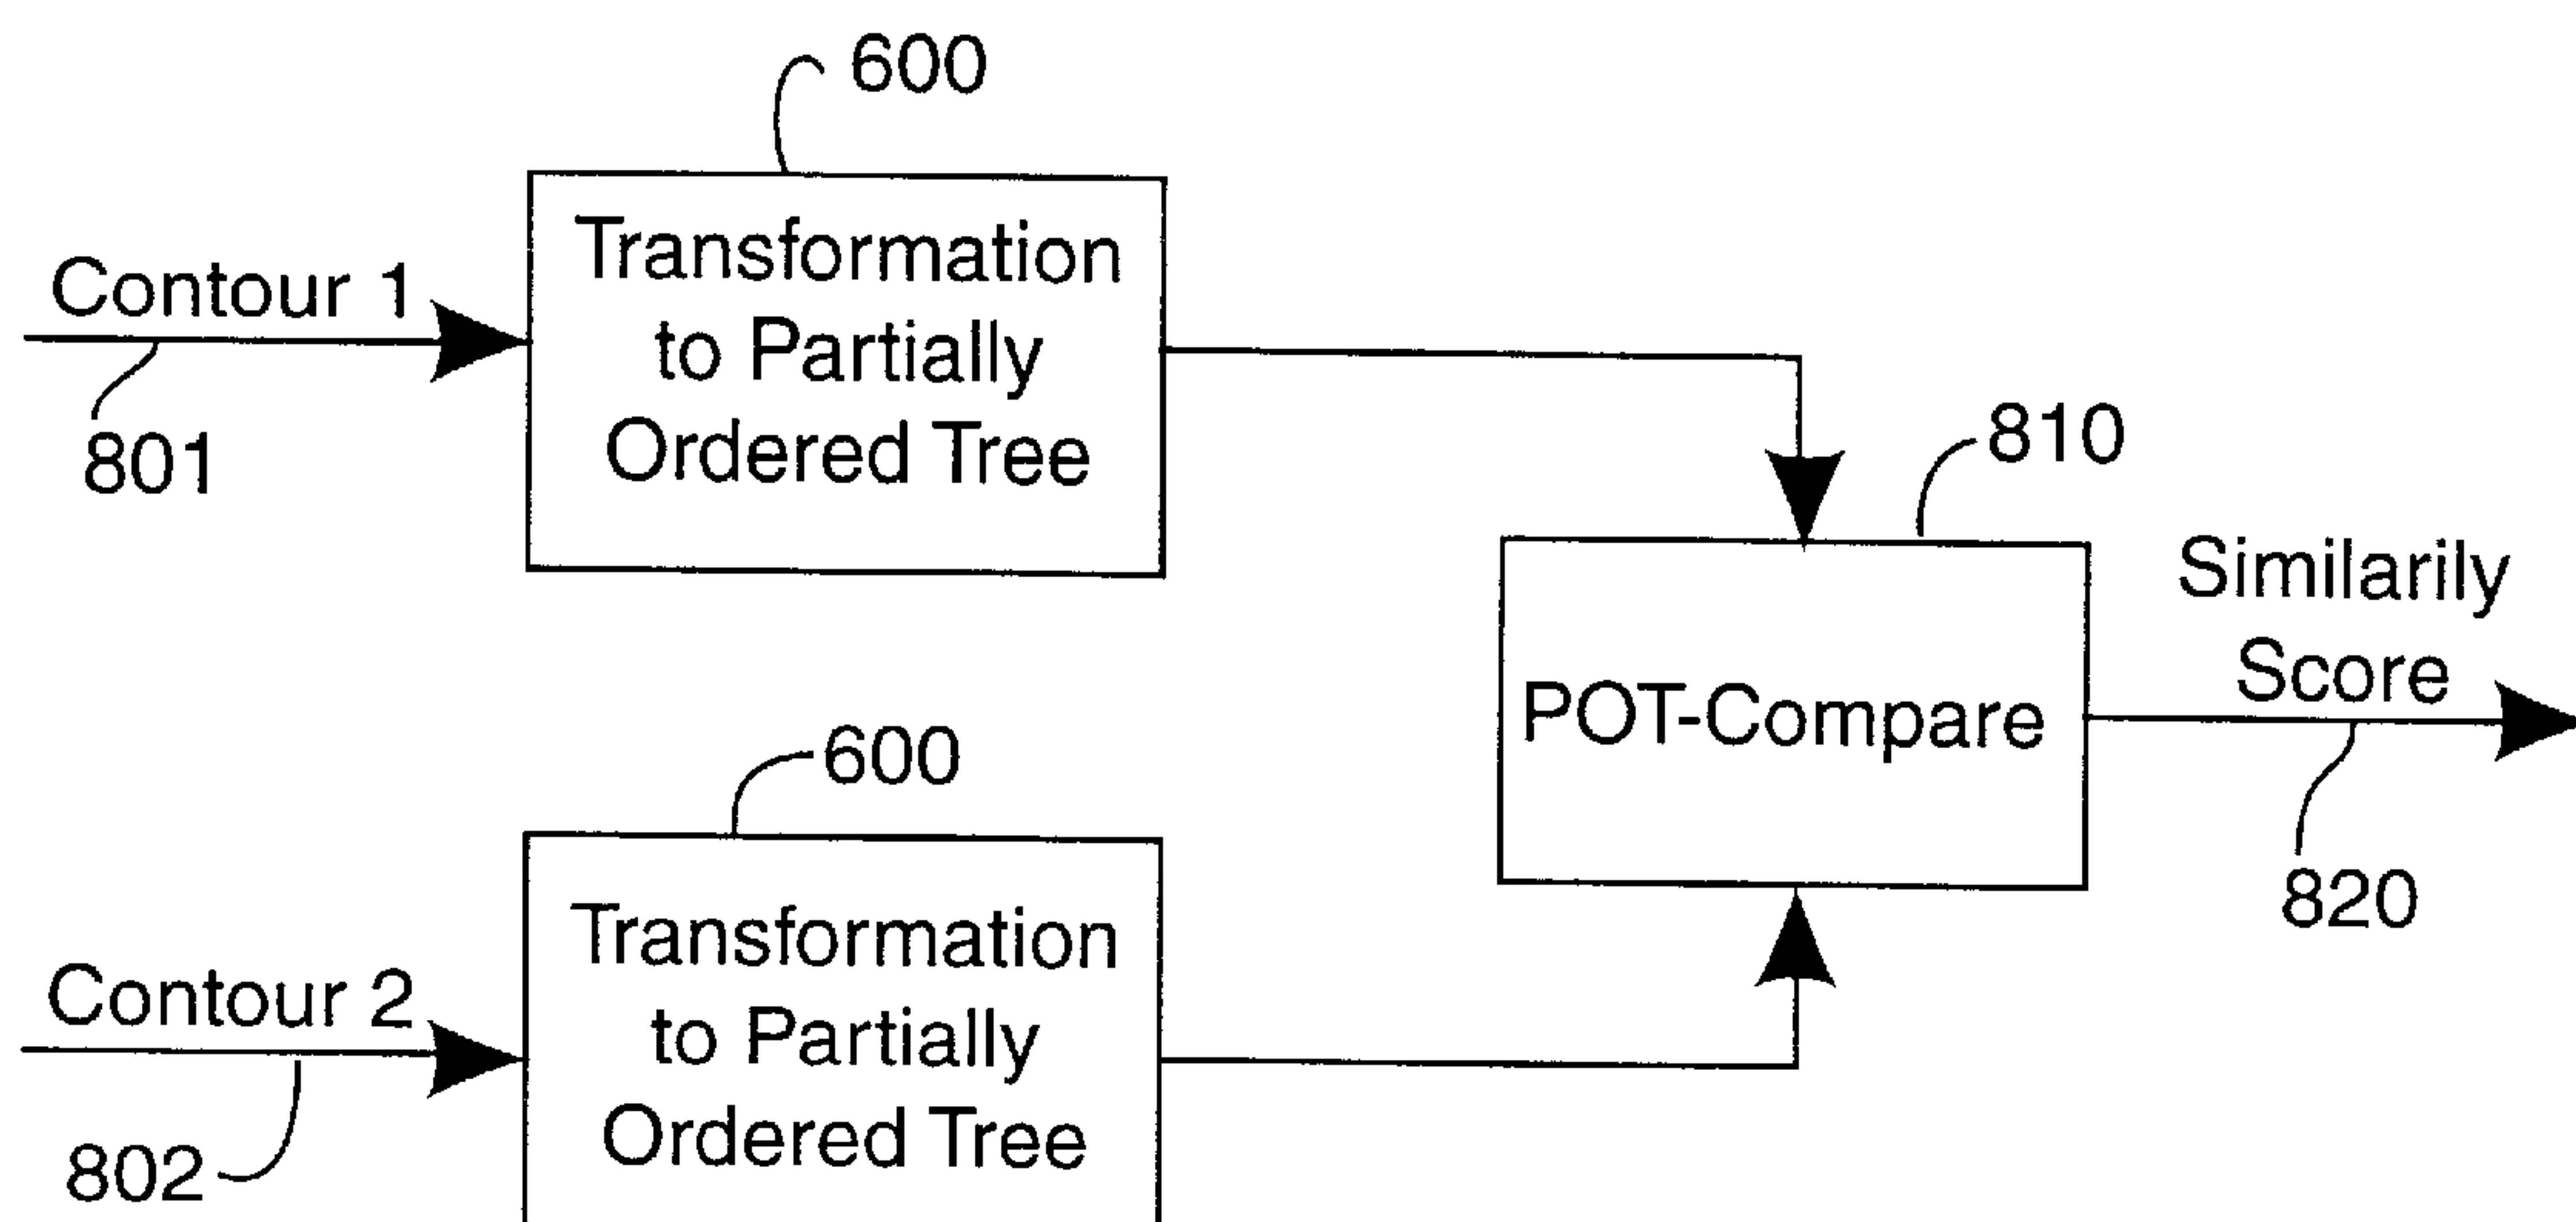 600
Transformation
to Partially
Ordered Tree
Contour 1
801
810
Similarily
Score
POT-Compare
820
600
Transformation
to Partially
Ordered Tree
Contour 2
802